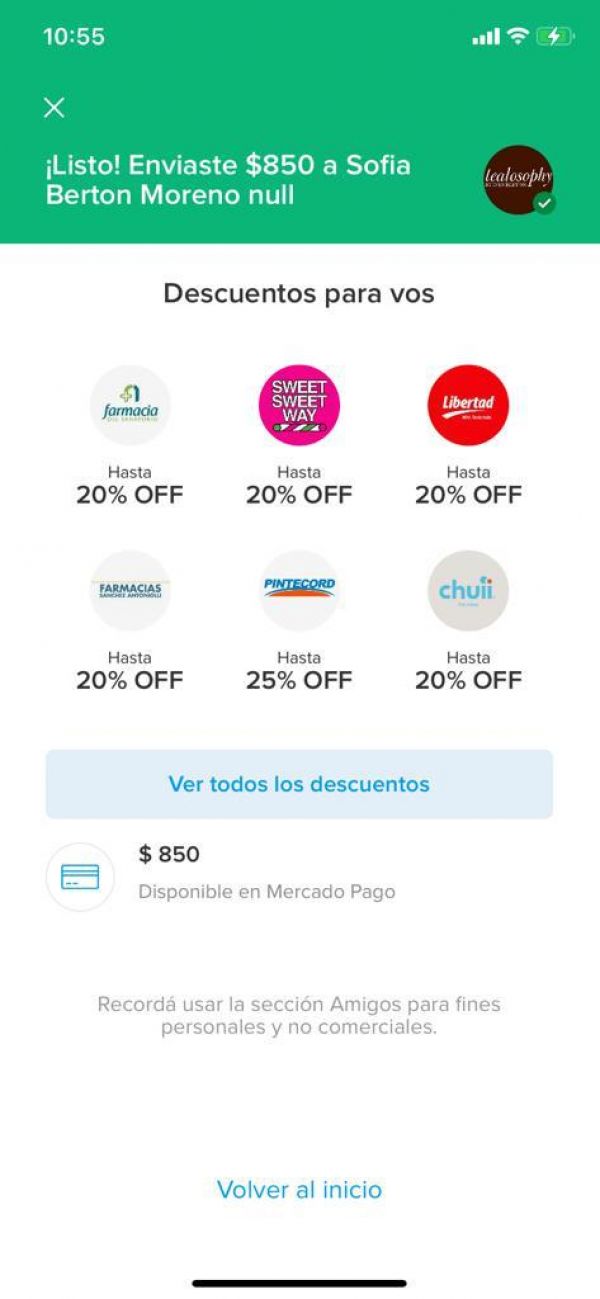 10:55
¡Listo! Enviaste $850 a Sofia
Berton Moreno null
lealosophy
Descuentos para vos
farmacia
SWEET
SWEET
WAY
Libertad
Hasta
20% OFF
Hasta
20% OFF
Hasta
20% OFF
FARMACIAS
SANCHEZ ANTONIOLLI
PINTECORD
chuii
Hasta
20% OFF
Hasta
25% OFF
Hasta
20% OFF
Ver todos los descuentos
$ 850
Disponible en Mercado Pago
Recordá usar la sección Amigos para fines
personales y no comerciales.
Volver al inicio